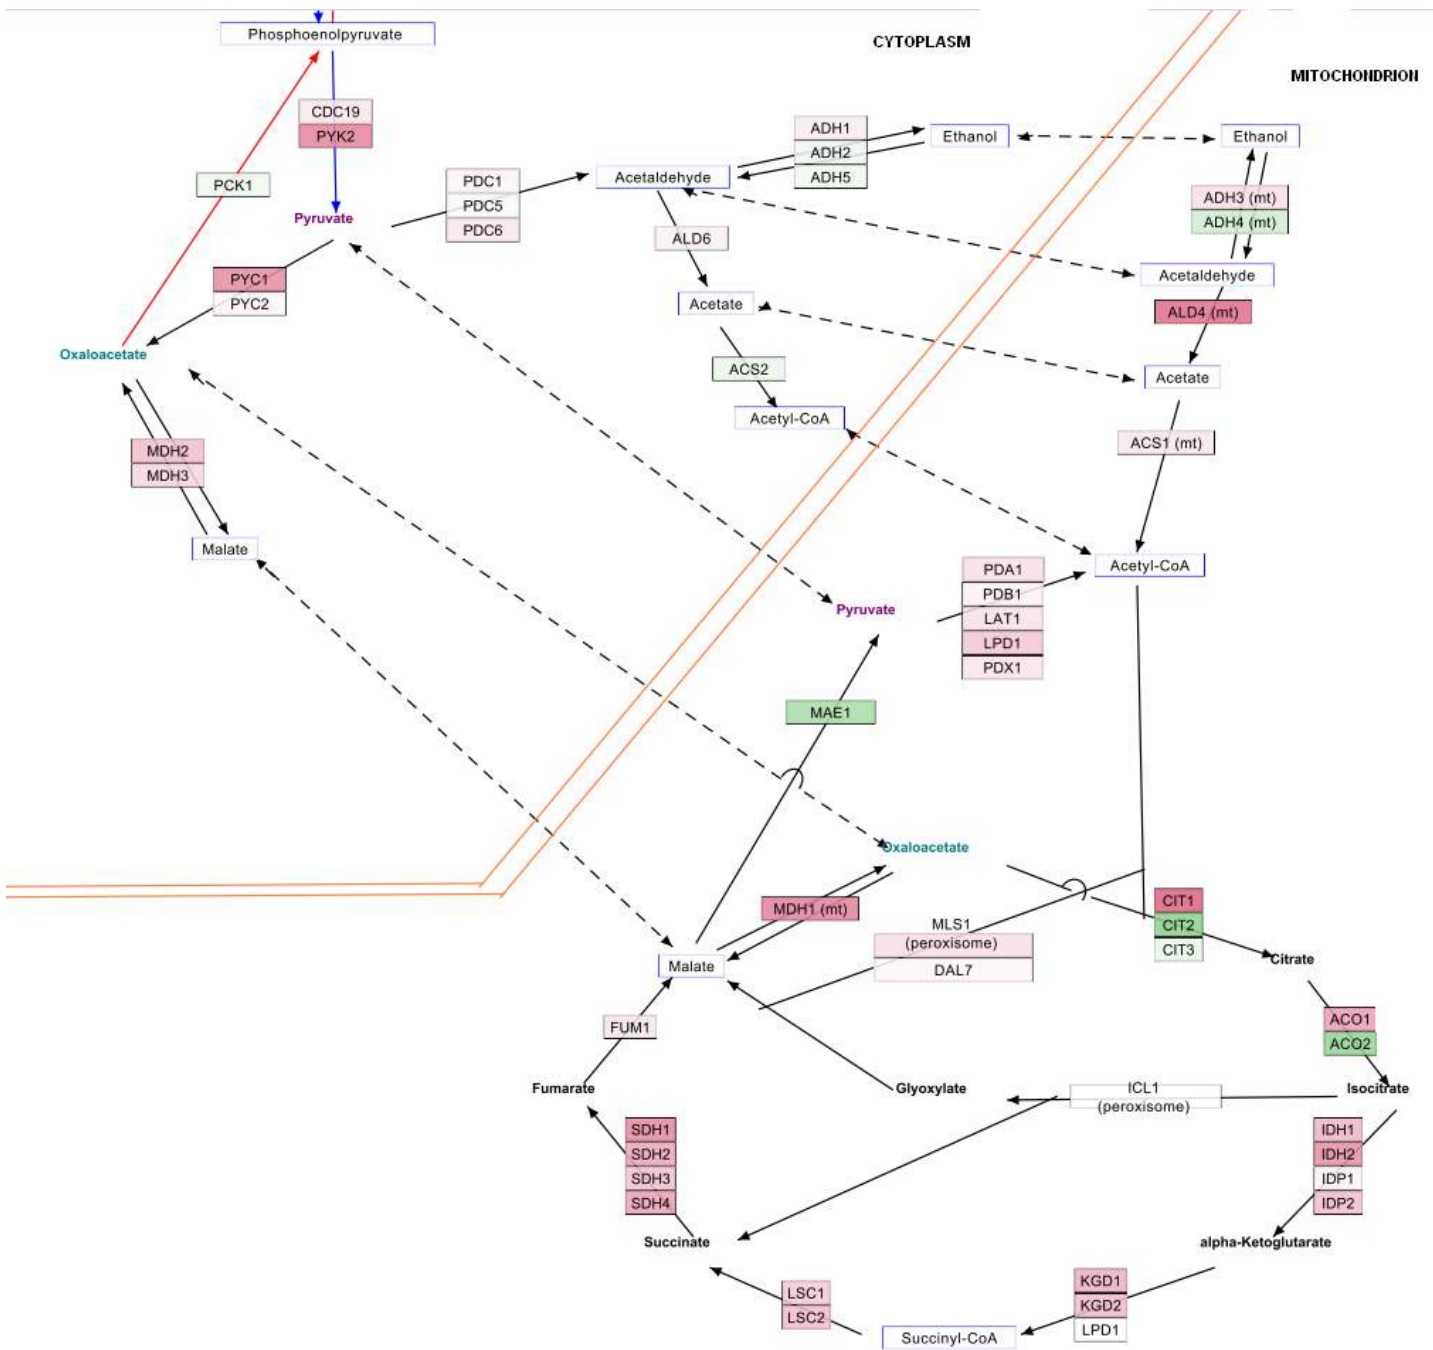 Phosphoenolpyruvate
CYTOPLASM
MITOCHONDRION
CDC19
PYK2
ADH1
ADH2
ADH5
Ethanol
Ethanol
PCK1
PDC1
PDC5
PDC6
Acetaldehyde
ADH3 (mt)
ADH4 (mt)
Pyruvate
ALD6
Acetaldehyde
PYC1
PYC2
Acetate
ALD4 (mt)
Oxaloacetate
ACS2
Acetate
Acetyl-CoA
MDH2
MDH3
ACS1 (mt)
Malate
Acetyl-CoA
PDA1
PDB1
LAT1
LPD1
PDX1
Pyruvate
MAE1
Oxaloacetate
MDH1 (mt)
MLS1
(peroxisome)
DAL7
CIT1
CIT2
CIT3
Citrate
Malate
FUM1
ACO1
ACO2
Fumarate
Glyoxylate
ICL1
(peroxisome)
Isocitrate
SDH1
SDH2
SDH3
SDH4
IDH1
IDH2
IDP1
IDP2
Succinate
alpha-Ketoglutarate
LSC1
LSC2
KGD1
KGD2
LPD1
Succinyl-CoA